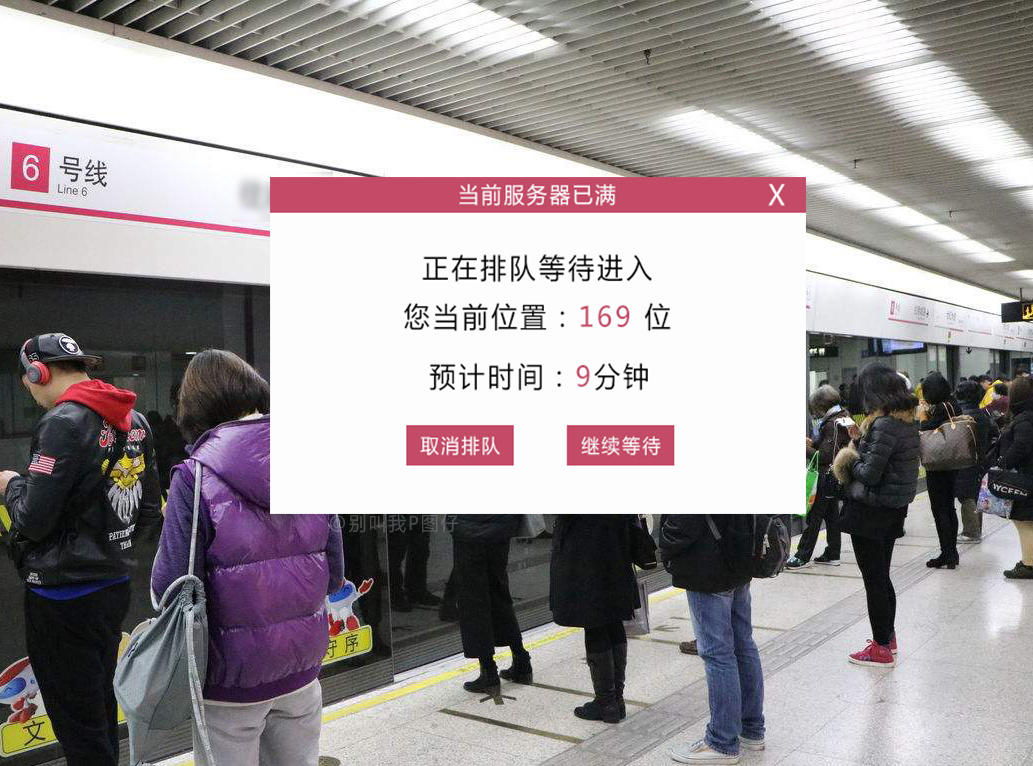 6 号线
Line 6
当前服务器已满 X
正在排队等待进入
您当前位置：169 位
预计时间：9分钟
取消排队 继续等待
@别叫我P图仔
守序
文